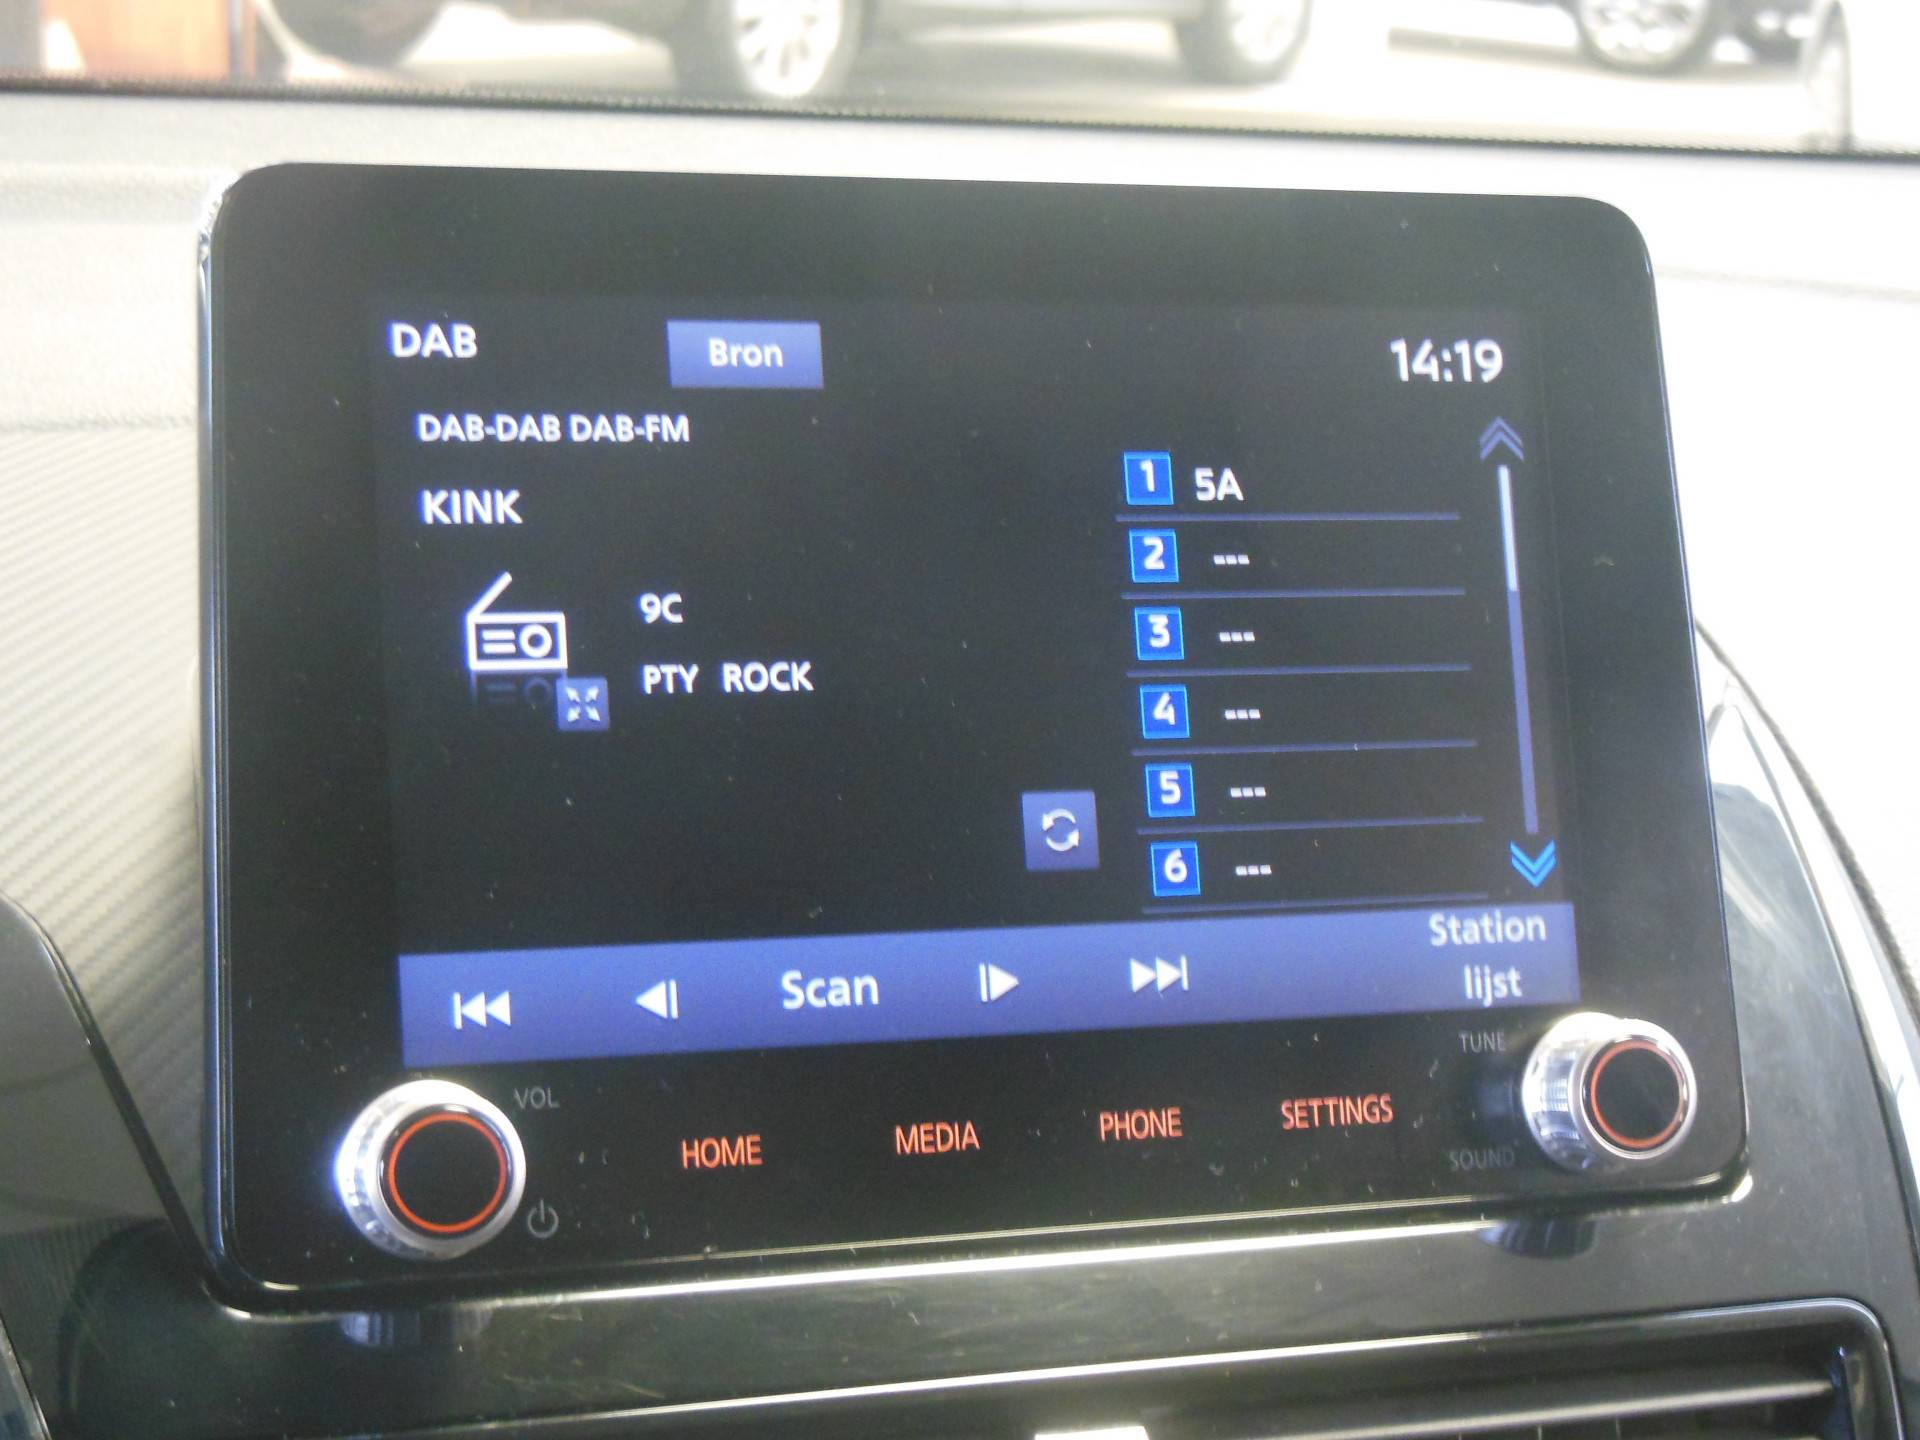 DAB Bron 14:19
DAB-DAB DAB-FM
KINK
9C
PTY ROCK
1 5A
2 ---
3 ---
4 ---
5 ---
6 ---
Scan
Station
lijst
VOL
HOME MEDIA PHONE SETTINGS
TUNE
SOUND